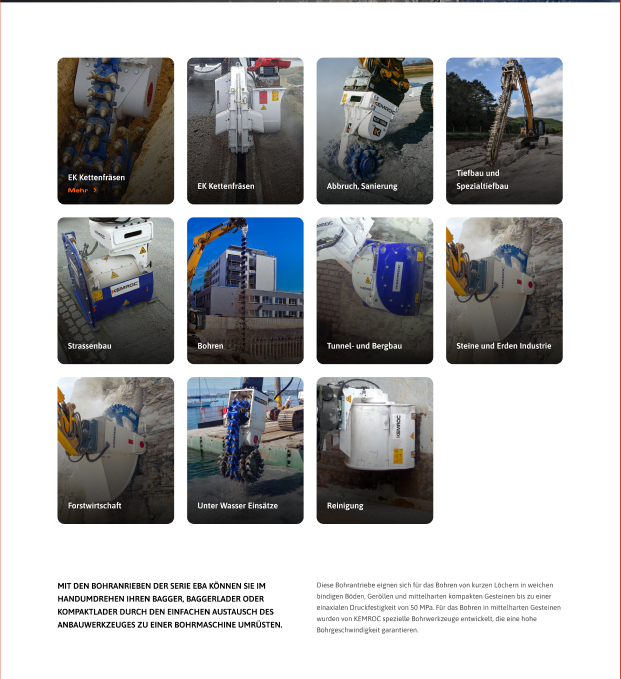 EK Kettenfräsen
Mehr
EK Kettenfräsen
KEMROC
Abbruch, Sanierung
Tiefbau und
Spezialtiefbau
KEMROC
Strassenbau
Bohren
KEMROC
Tunnel- und Bergbau
Steine und Erden Industrie
Forstwirtschaft
Unter Wasser Einsätze
KEMROC
Reinigung
MIT DEN BOHRANRIEBEN DER SERIE EBA KÖNNEN SIE IM
HANDUMDREHEN IHREN BAGGER, BAGGERLADER ODER
KOMPAKTLADER DURCH DEN EINFACHEN AUSTAUSCH DES
ANBAUWERKZEUGES ZU EINER BOHRMASCHINE UMRÜSTEN.
Diese Bohrantriebe eignen sich für das Bohren von kurzen Löchern in weichen
bindigen Böden, Geröllen und mittelharten kompakten Gesteinen bis zu einer
einaxialen Druckfestigkeit von 50 MPa. Für das Bohren in mittelharten Gesteinen
wurden von KEMROC spezielle Bohrwerkzeuge entwickelt, die eine hohe
Bohrgeschwindigkeit garantieren.